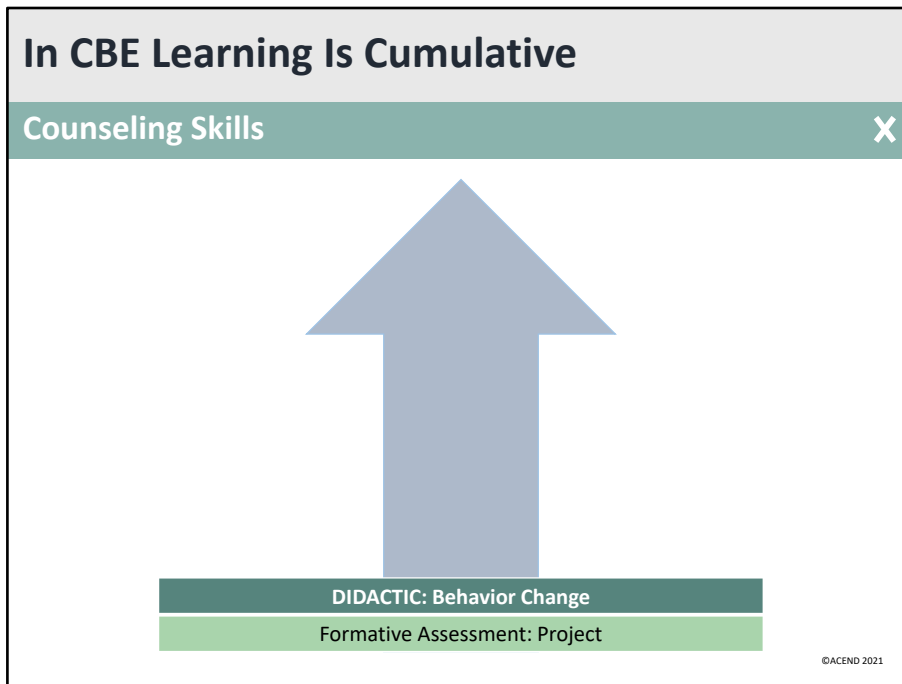 In CBE Learning Is Cumulative
Counseling Skills X
DIDACTIC: Behavior Change
Formative Assessment: Project
©ACEND 2021